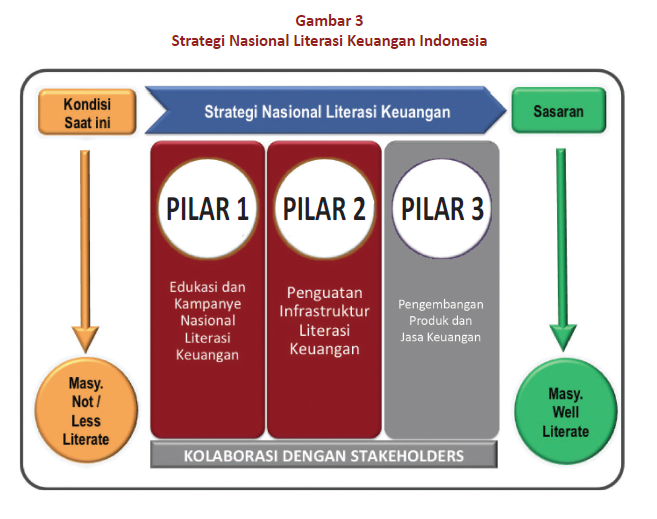 Gambar 3
Strategi Nasional Literasi Keuangan Indonesia
Kondisi
Saat ini
Strategi Nasional Literasi Keuangan
Sasaran
PILAR 1
PILAR 2
PILAR 3
Edukasi dan
Kampanye
Nasional
Literasi
Keuangan
Penguatan
Infrastruktur
Literasi
Keuangan
Pengembangan
Produk dan
Jasa Keuangan
Masy.
Not /
Less
Literate
Masy.
Well
Literate
KOLABORASI DENGAN STAKEHOLDERS